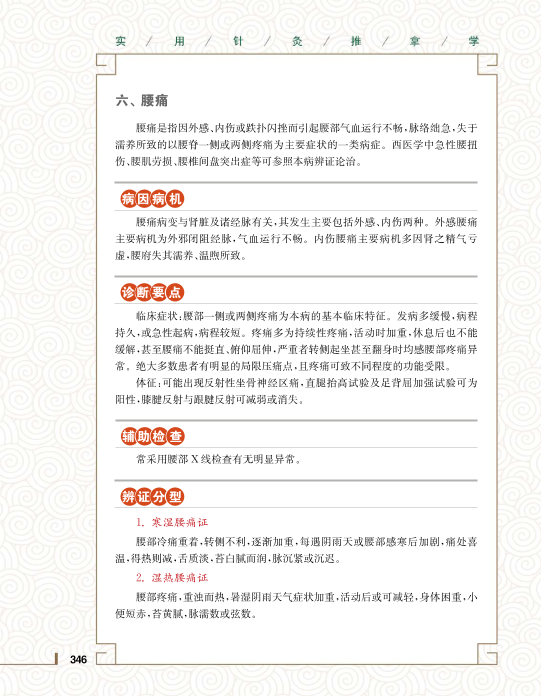 实 / 用 / 针 / 灸 / 推 / 拿 / 学
六、腰痛
腰痛是指因外感、内伤或跌扑闪挫而引起腰部气血运行不畅，脉络绌急，失于
濡养所致的以腰脊一侧或两侧疼痛为主要症状的一类病症。西医学中急性腰扭
伤、腰肌劳损、腰椎间盘突出症等可参照本病辨证论治。
病因病机
腰痛病变与肾脏及诸经脉有关，其发生主要包括外感、内伤两种。外感腰痛
主要病机为外邪闭阻经脉，气血运行不畅。内伤腰痛主要病机多因肾之精气亏
虚，腰府失其濡养、温煦所致。
诊断要点
临床症状：腰部一侧或两侧疼痛为本病的基本临床特征。发病多缓慢，病程
持久，或急性起病，病程较短。疼痛多为持续性疼痛，活动时加重，休息后也不能
缓解，甚至腰痛不能挺直、俯仰屈伸，严重者转侧起坐甚至翻身时均感腰部疼痛异
常。绝大多数患者有明显的局限压痛点，且疼痛可致不同程度的功能受限。
体征：可能出现反射性坐骨神经区痛，直腿抬高试验及足背屈加强试验可为
阳性，膝腱反射与跟腱反射可减弱或消失。
辅助检查
常采用腰部 X 线检查有无明显异常。
辨证分型
1. 寒湿腰痛证
腰部冷痛重着，转侧不利，逐渐加重，每遇阴雨天或腰部感寒后加剧，痛处喜
温，得热则减，舌质淡，苔白腻而润，脉沉紧或沉迟。
2. 湿热腰痛证
腰部疼痛，重浊而热，暑湿阴雨天气症状加重，活动后或可减轻，身体困重，小
便短赤，苔黄腻，脉濡数或弦数。
346